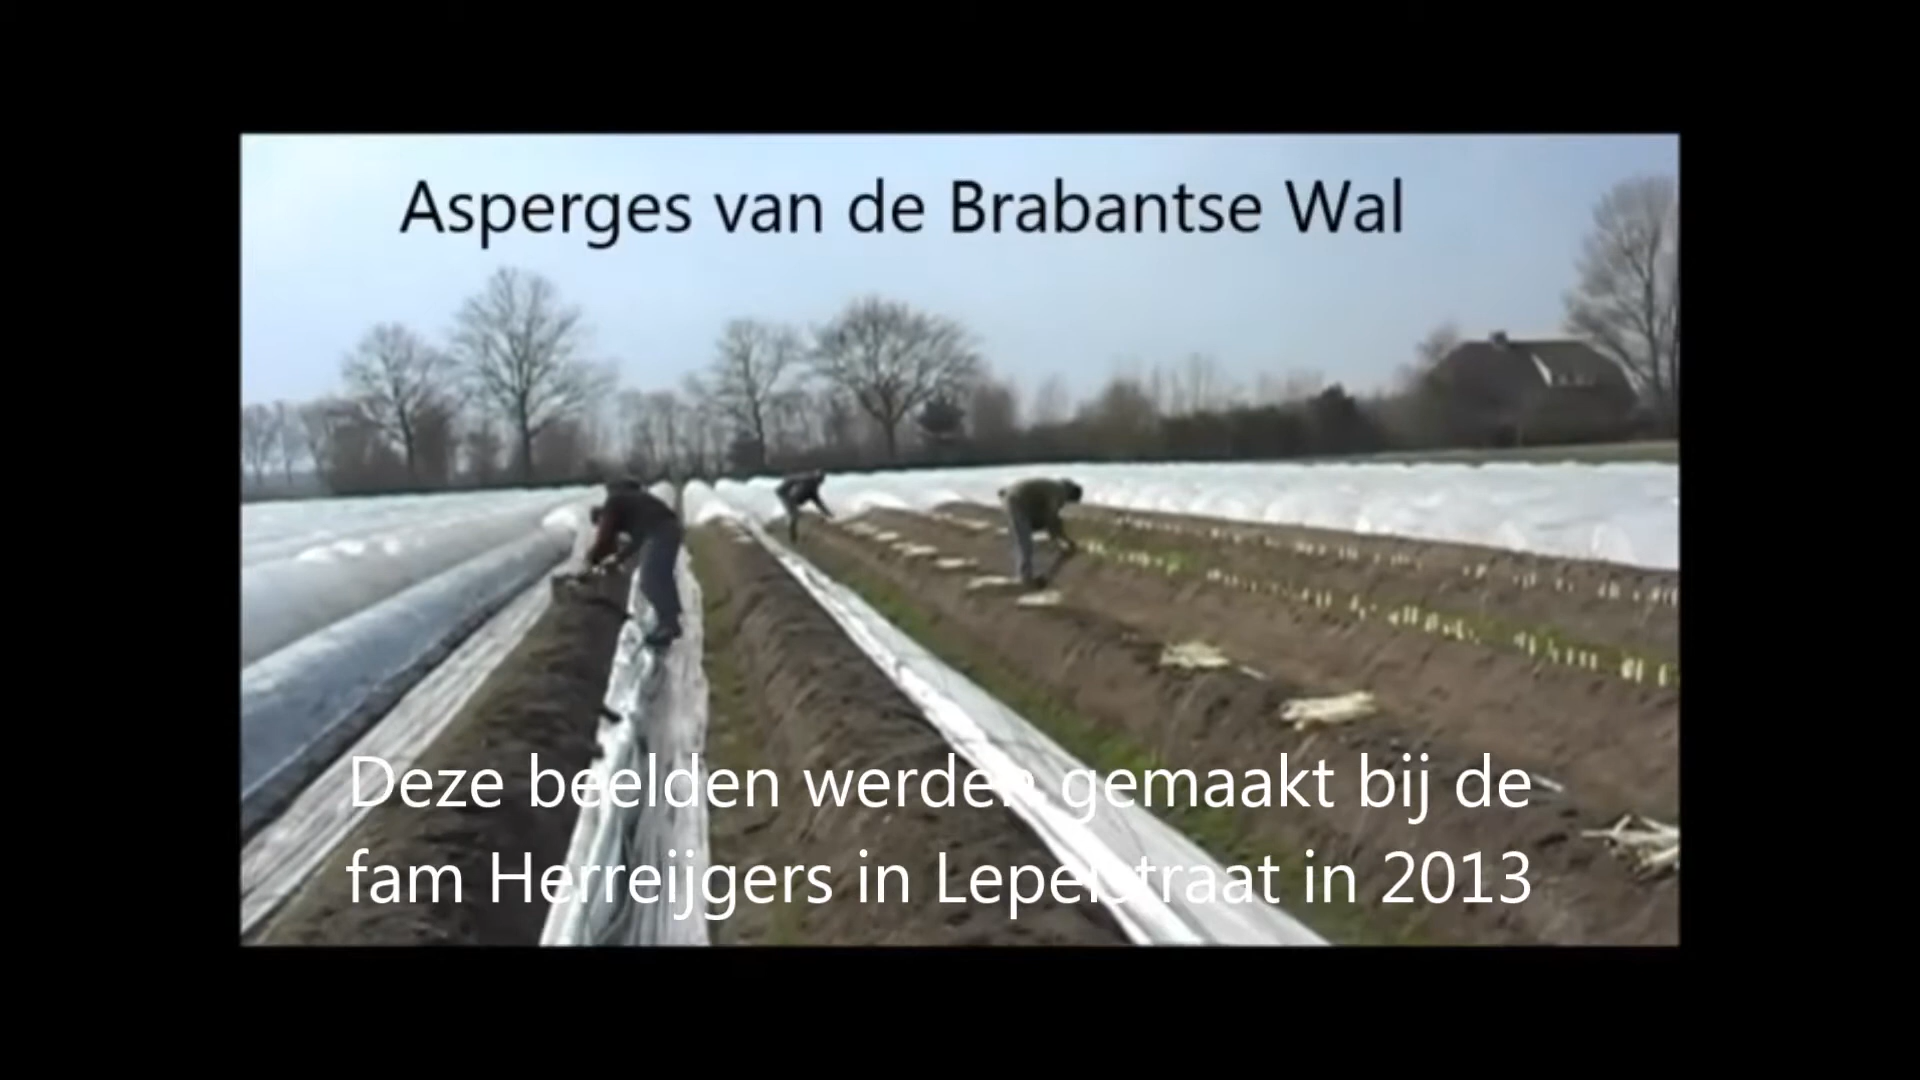 Asperges van de Brabantse Wal
Deze beelden werden gemaakt bij de
fam Herreijgers in Lepelstraat in 2013